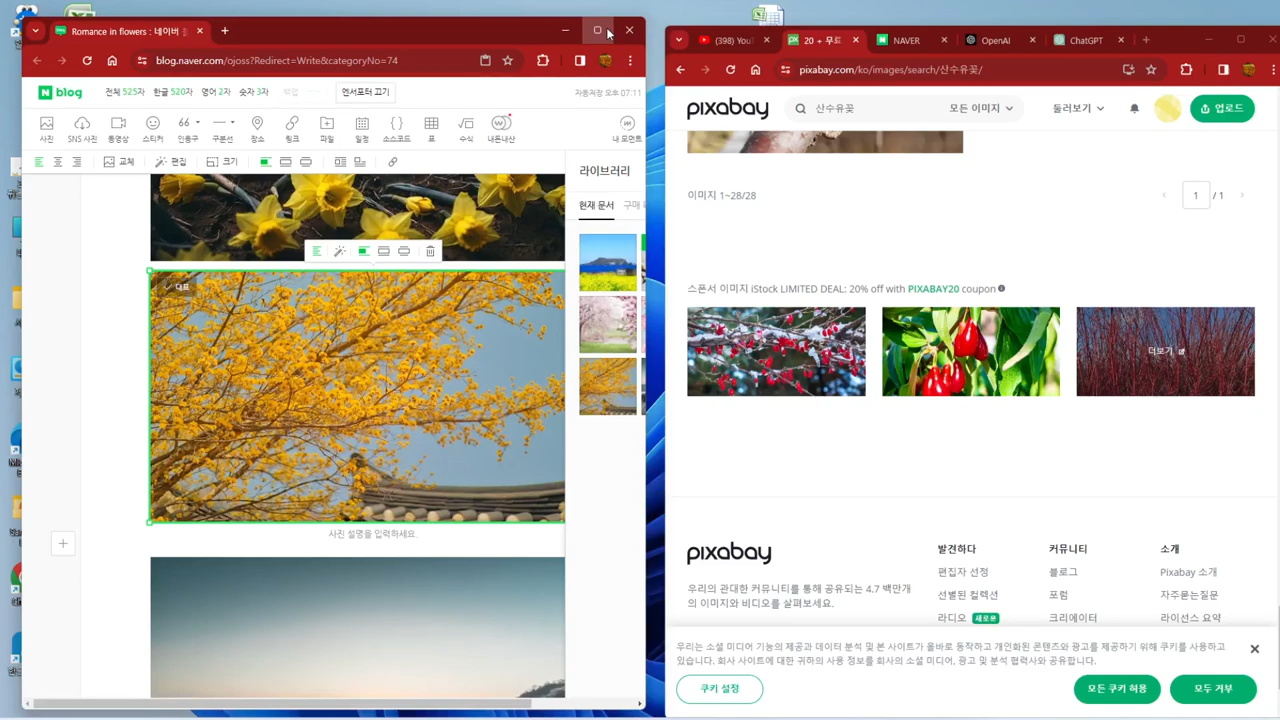 Romance in flowers : 네이버 블
blog.naver.com/ojoss?Redirect=Write&categoryNo=74
N blog 전체 525자 한글 520자 영어 2자 숫자 3자 백업 엔서포터 끄기 자동저장 오후 07:11
사진 SNS 사진 동영상 스티커 인용구 구분선 장소 링크 파일 일정 소스코드 표 수식 내돈내산 내 모먼트
교체 편집 크기
라이브러리
현재 문서 구매
대표
사진 설명을 입력하세요.
(398) You 20 + 무료 NAVER OpenAI ChatGPT
pixabay.com/ko/images/search/산수유꽃/
pixabay 산수유꽃 모든 이미지 둘러보기 업로드
이미지 1~28/28 1 / 1
스폰서 이미지 iStock LIMITED DEAL: 20% off with PIXABAY20 coupon
더보기
pixabay
우리의 관대한 커뮤니티를 통해 공유되는 4.7 백만개
의 이미지와 비디오를 살펴보세요.
발견하다 커뮤니티 소개
편집자 선정 블로그 Pixabay 소개
선별된 컬렉션 포럼 자주묻는질문
라디오 새로운 크리에이터 라이선스 요약
우리는 소셜 미디어 기능의 제공과 데이터 분석 및 본 사이트가 올바로 동작하고 개인화된 콘텐츠와 광고를 제공하기 위해 쿠키를 사용하고
있습니다. 회사 사이트에 대한 귀하의 사용 정보를 회사의 소셜 미디어, 광고 및 분석 협력사와 공유합니다.
쿠키 설정 모든 쿠키 허용 모두 거부